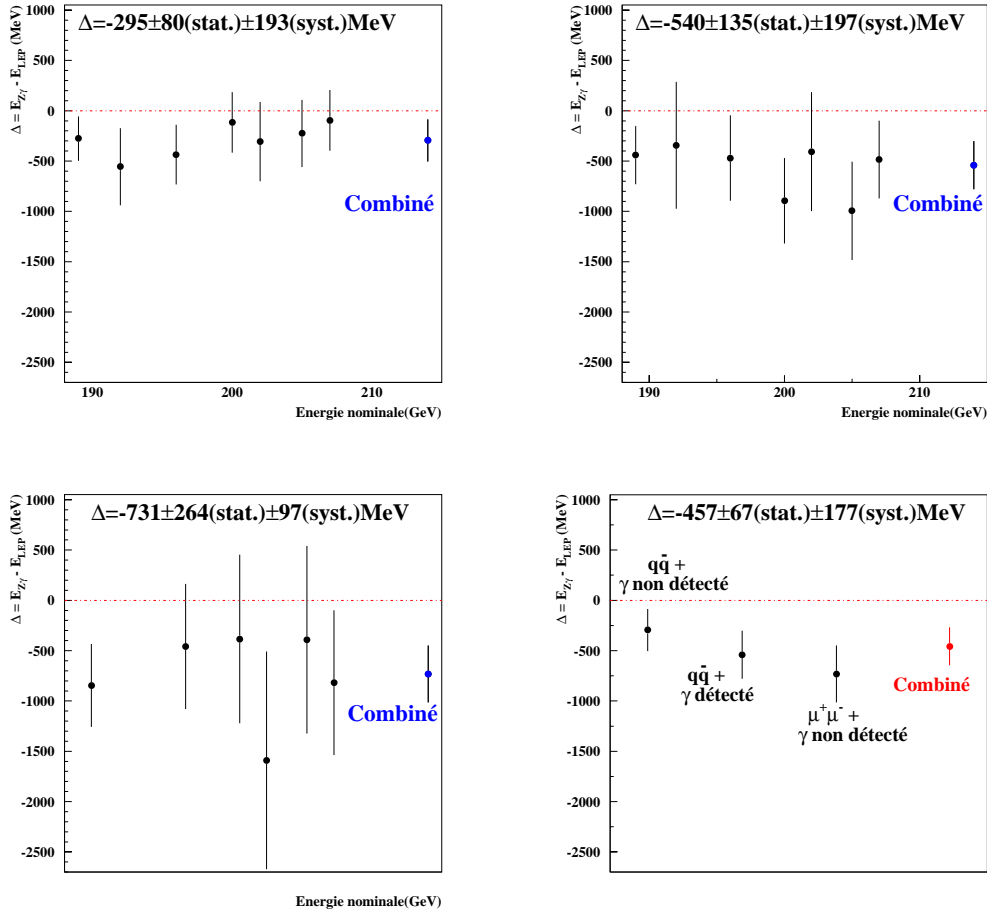 Δ=-295±80(stat.)±193(syst.)MeV
Δ = E_Zγ - E_LEP (MeV)
1000
500
0
-500
-1000
-1500
-2000
-2500
Combiné
190
200
210
Energie nominale(GeV)
Δ=-540±135(stat.)±197(syst.)MeV
Δ = E_Zγ - E_LEP (MeV)
1000
500
0
-500
-1000
-1500
-2000
-2500
Combiné
190
200
210
Energie nominale(GeV)
Δ=-731±264(stat.)±97(syst.)MeV
Δ = E_Zγ - E_LEP (MeV)
1000
500
0
-500
-1000
-1500
-2000
-2500
Combiné
Energie nominale(GeV)
Δ=-457±67(stat.)±177(syst.)MeV
Δ = E_Zγ - E_LEP (MeV)
1000
500
0
-500
-1000
-1500
-2000
-2500
qq̄ +
γ non détecté
qq̄ +
γ détecté
μ⁺μ⁻ +
γ non détecté
Combiné